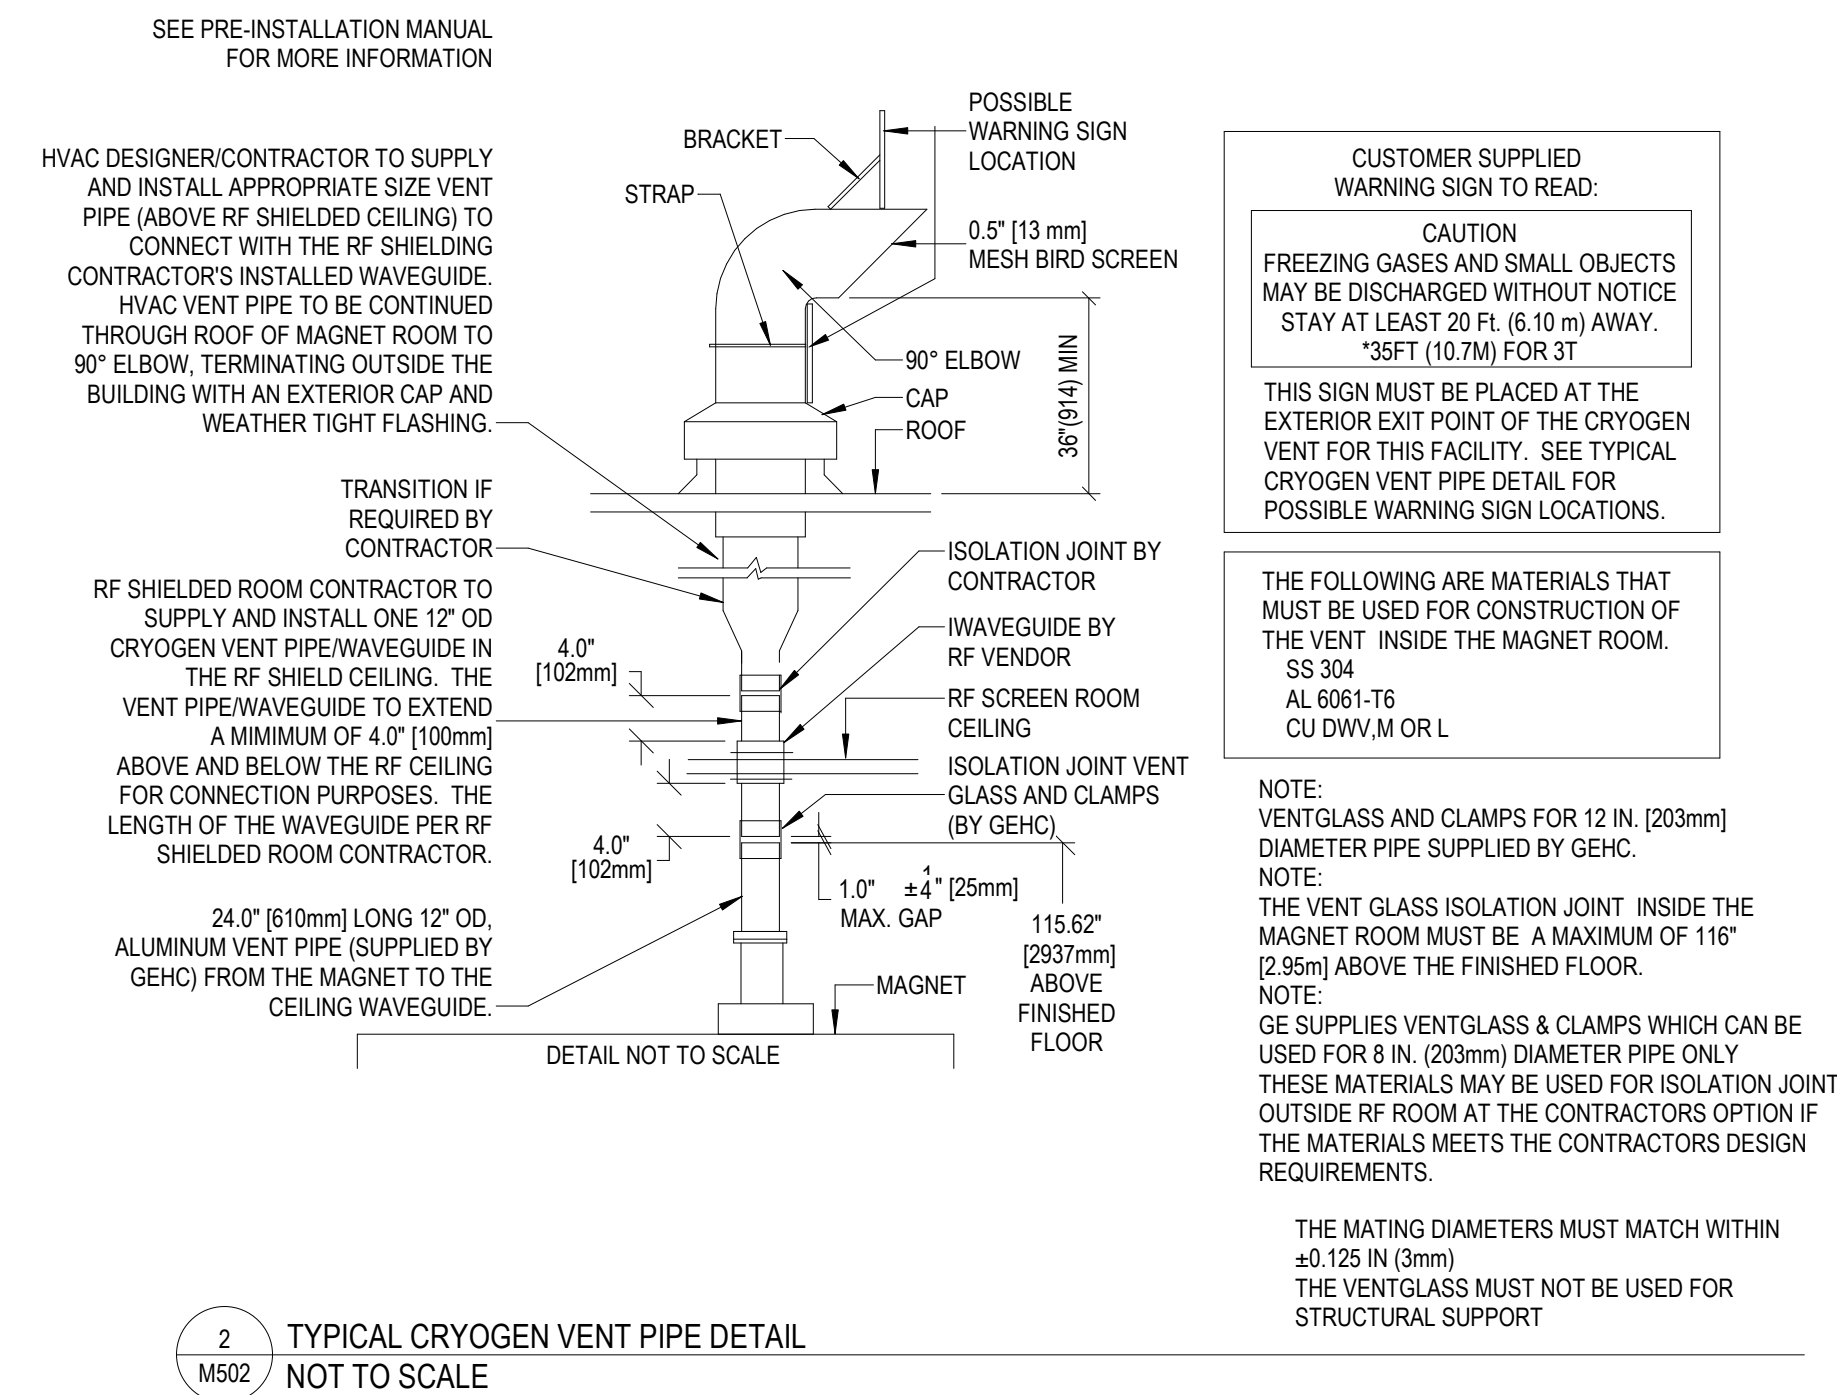 SEE PRE-INSTALLATION MANUAL
FOR MORE INFORMATION
HVAC DESIGNER/CONTRACTOR TO SUPPLY
AND INSTALL APPROPRIATE SIZE VENT
PIPE (ABOVE RF SHIELDED CEILING) TO
CONNECT WITH THE RF SHIELDING
CONTRACTOR'S INSTALLED WAVEGUIDE.
HVAC VENT PIPE TO BE CONTINUED
THROUGH ROOF OF MAGNET ROOM TO
90° ELBOW, TERMINATING OUTSIDE THE
BUILDING WITH AN EXTERIOR CAP AND
WEATHER TIGHT FLASHING.
TRANSITION IF
REQUIRED BY
CONTRACTOR
RF SHIELDED ROOM CONTRACTOR TO
SUPPLY AND INSTALL ONE 12" OD
CRYOGEN VENT PIPE/WAVEGUIDE IN
THE RF SHIELD CEILING. THE
VENT PIPE/WAVEGUIDE TO EXTEND
A MIMIMUM OF 4.0" [100mm]
ABOVE AND BELOW THE RF CEILING
FOR CONNECTION PURPOSES. THE
LENGTH OF THE WAVEGUIDE PER RF
SHIELDED ROOM CONTRACTOR.
24.0" [610mm] LONG 12" OD,
ALUMINUM VENT PIPE (SUPPLIED BY
GEHC) FROM THE MAGNET TO THE
CEILING WAVEGUIDE.
BRACKET
STRAP
POSSIBLE
WARNING SIGN
LOCATION
0.5" [13 mm]
MESH BIRD SCREEN
90° ELBOW
CAP
ROOF
36"(914) MIN
ISOLATION JOINT BY
CONTRACTOR
IWAVEGUIDE BY
RF VENDOR
4.0"
[102mm]
RF SCREEN ROOM
CEILING
ISOLATION JOINT VENT
GLASS AND CLAMPS
(BY GEHC)
4.0"
[102mm]
1.0" ±1/4" [25mm]
MAX. GAP
115.62"
[2937mm]
ABOVE
FINISHED
FLOOR
MAGNET
DETAIL NOT TO SCALE
CUSTOMER SUPPLIED
WARNING SIGN TO READ:
CAUTION
FREEZING GASES AND SMALL OBJECTS
MAY BE DISCHARGED WITHOUT NOTICE
STAY AT LEAST 20 Ft. (6.10 m) AWAY.
*35FT (10.7M) FOR 3T
THIS SIGN MUST BE PLACED AT THE
EXTERIOR EXIT POINT OF THE CRYOGEN
VENT FOR THIS FACILITY. SEE TYPICAL
CRYOGEN VENT PIPE DETAIL FOR
POSSIBLE WARNING SIGN LOCATIONS.
THE FOLLOWING ARE MATERIALS THAT
MUST BE USED FOR CONSTRUCTION OF
THE VENT INSIDE THE MAGNET ROOM.
SS 304
AL 6061-T6
CU DWV,M OR L
NOTE:
VENTGLASS AND CLAMPS FOR 12 IN. [203mm]
DIAMETER PIPE SUPPLIED BY GEHC.
NOTE:
THE VENT GLASS ISOLATION JOINT INSIDE THE
MAGNET ROOM MUST BE A MAXIMUM OF 116"
[2.95m] ABOVE THE FINISHED FLOOR.
NOTE:
GE SUPPLIES VENTGLASS & CLAMPS WHICH CAN BE
USED FOR 8 IN. (203mm) DIAMETER PIPE ONLY
THESE MATERIALS MAY BE USED FOR ISOLATION JOINT
OUTSIDE RF ROOM AT THE CONTRACTORS OPTION IF
THE MATERIALS MEETS THE CONTRACTORS DESIGN
REQUIREMENTS.
THE MATING DIAMETERS MUST MATCH WITHIN
±0.125 IN (3mm)
THE VENTGLASS MUST NOT BE USED FOR
STRUCTURAL SUPPORT
2
M502
TYPICAL CRYOGEN VENT PIPE DETAIL
NOT TO SCALE